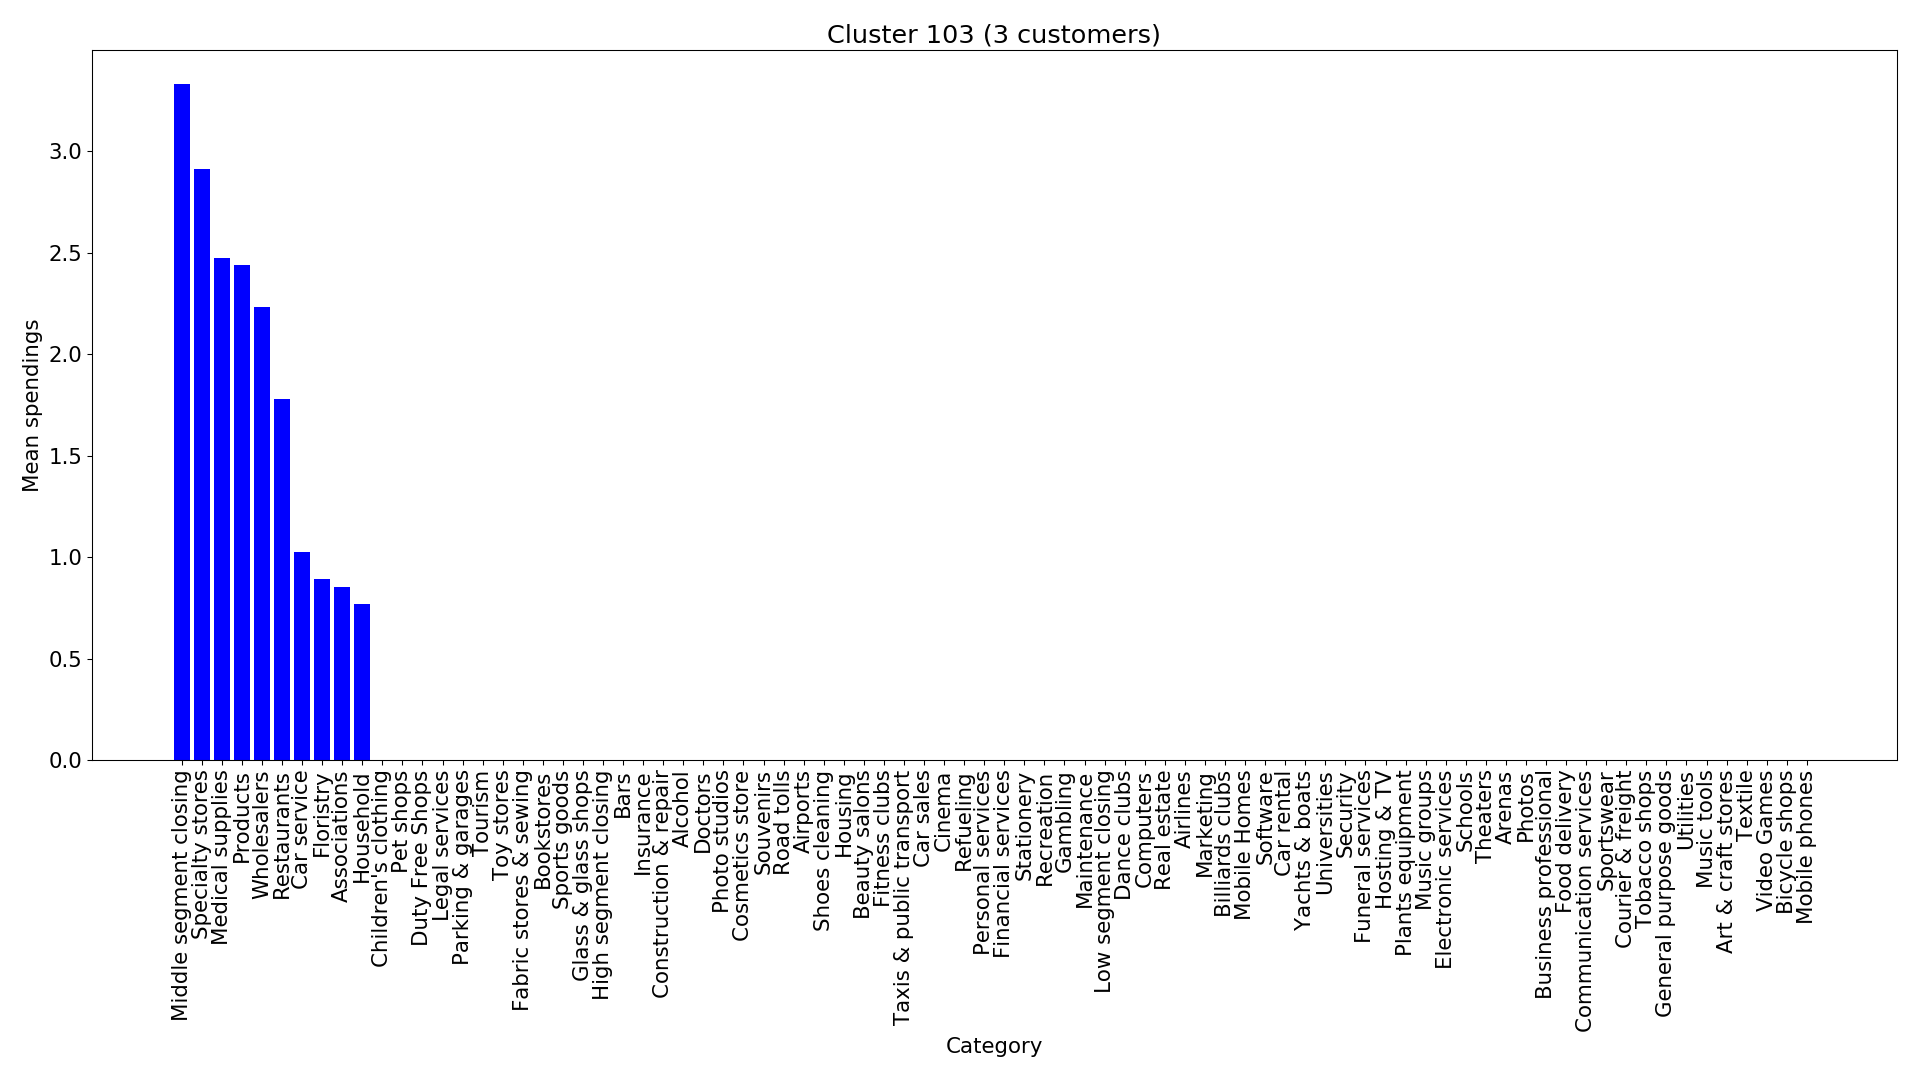 Cluster 103 (3 customers)
Mean spendings
3.0
2.5
2.0
1.5
1.0
0.5
0.0
Middle segment closing
Specialty stores
Medical supplies
Products
Wholesalers
Restaurants
Car service
Floristry
Associations
Household
Children's clothing
Pet shops
Duty Free Shops
Legal services
Parking & garages
Tourism
Toy stores
Fabric stores & sewing
Bookstores
Sports goods
Glass & glass shops
High segment closing
Bars
Insurance
Construction & repair
Alcohol
Doctors
Photo studios
Cosmetics store
Souvenirs
Road tolls
Airports
Shoes cleaning
Housing
Beauty salons
Fitness clubs
Taxis & public transport
Car sales
Cinema
Refueling
Personal services
Financial services
Stationery
Recreation
Gambling
Maintenance
Low segment closing
Dance clubs
Computers
Real estate
Airlines
Marketing
Billiards clubs
Mobile Homes
Software
Car rental
Yachts & boats
Universities
Security
Funeral services
Hosting & TV
Plants equipment
Music groups
Electronic services
Schools
Theaters
Arenas
Photos
Business professional
Food delivery
Communication services
Sportswear
Courier & freight
Tobacco shops
General purpose goods
Utilities
Music tools
Art & craft stores
Textile
Video Games
Bicycle shops
Mobile phones
Category